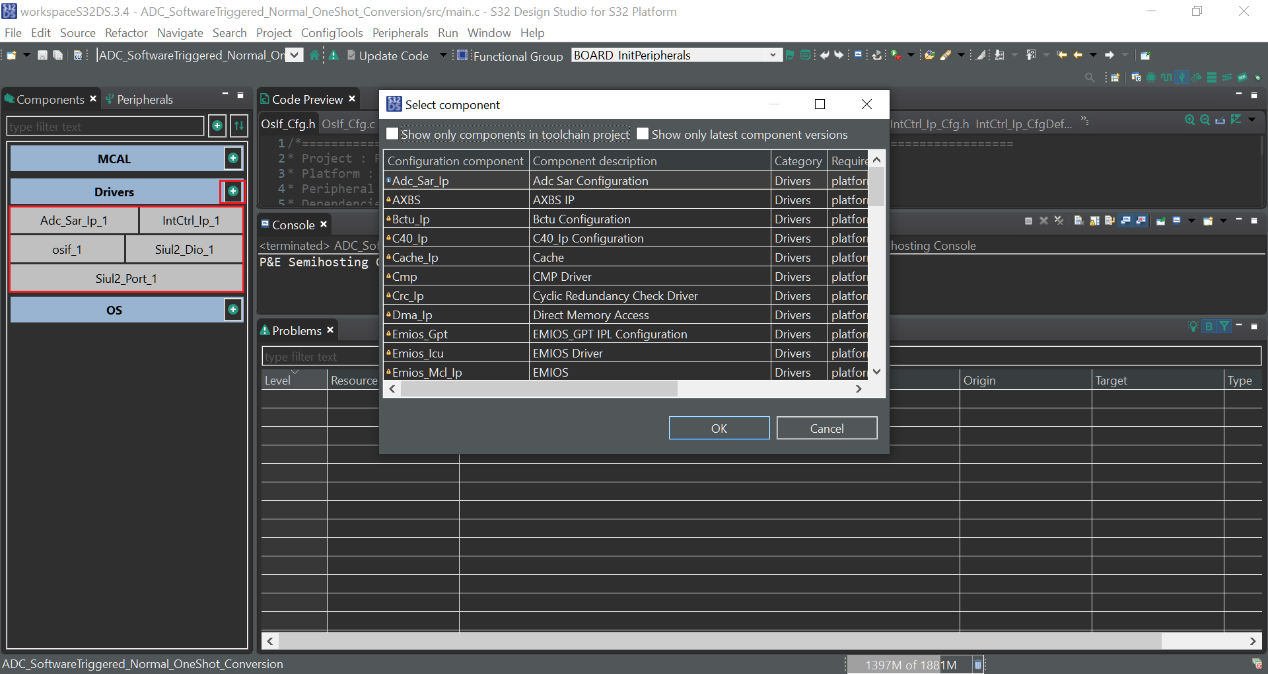 workspaceS32DS.3.4 - ADC_SoftwareTriggered_Normal_OneShot_Conversion/src/main.c - S32 Design Studio for S32 Platform
File Edit Source Refactor Navigate Search Project ConfigTools Peripherals Run Window Help
ADC_SoftwareTriggered_Normal_On Update Code Functional Group BOARD InitPeripherals
Components Peripherals
type filter text
MCAL
Drivers
Adc_Sar_Ip_1 IntCtrl_Ip_1
osif_1 Siul2_Dio_1
Siul2_Port_1
OS
Code Preview
OsIf_Cfg.h OsIf_Cfg.c IntCtrl_Ip_Cfg.h IntCtrl_Ip_CfgDef...
1 /*===========
2 * Project : P
3 * Platform :
4 * Peripheral
5 * Dependencie
Console
<terminated> ADC_So hosting Console
P&E Semihosting C
Problems
type filter text
Level Resource Origin Target Type
S32 DS Select component
Show only components in toolchain project Show only latest component versions
Configuration component Component description Category Require
Adc_Sar_Ip Adc Sar Configuration Drivers platfor
AXBS AXBS IP Drivers platfor
Bctu_Ip Bctu Configuration Drivers platfor
C40_Ip C40_Ip Configuration Drivers platfor
Cache_Ip Cache Drivers platfor
Cmp CMP Driver Drivers platfor
Crc_Ip Cyclic Redundancy Check Driver Drivers platfor
Dma_Ip Direct Memory Access Drivers platfor
Emios_Gpt EMIOS_GPT IPL Configuration Drivers platfor
Emios_Icu EMIOS Driver Drivers platfor
Emios_Mcl_Ip EMIOS Drivers platfor
OK Cancel
ADC_SoftwareTriggered_Normal_OneShot_Conversion 1397M of 1881M